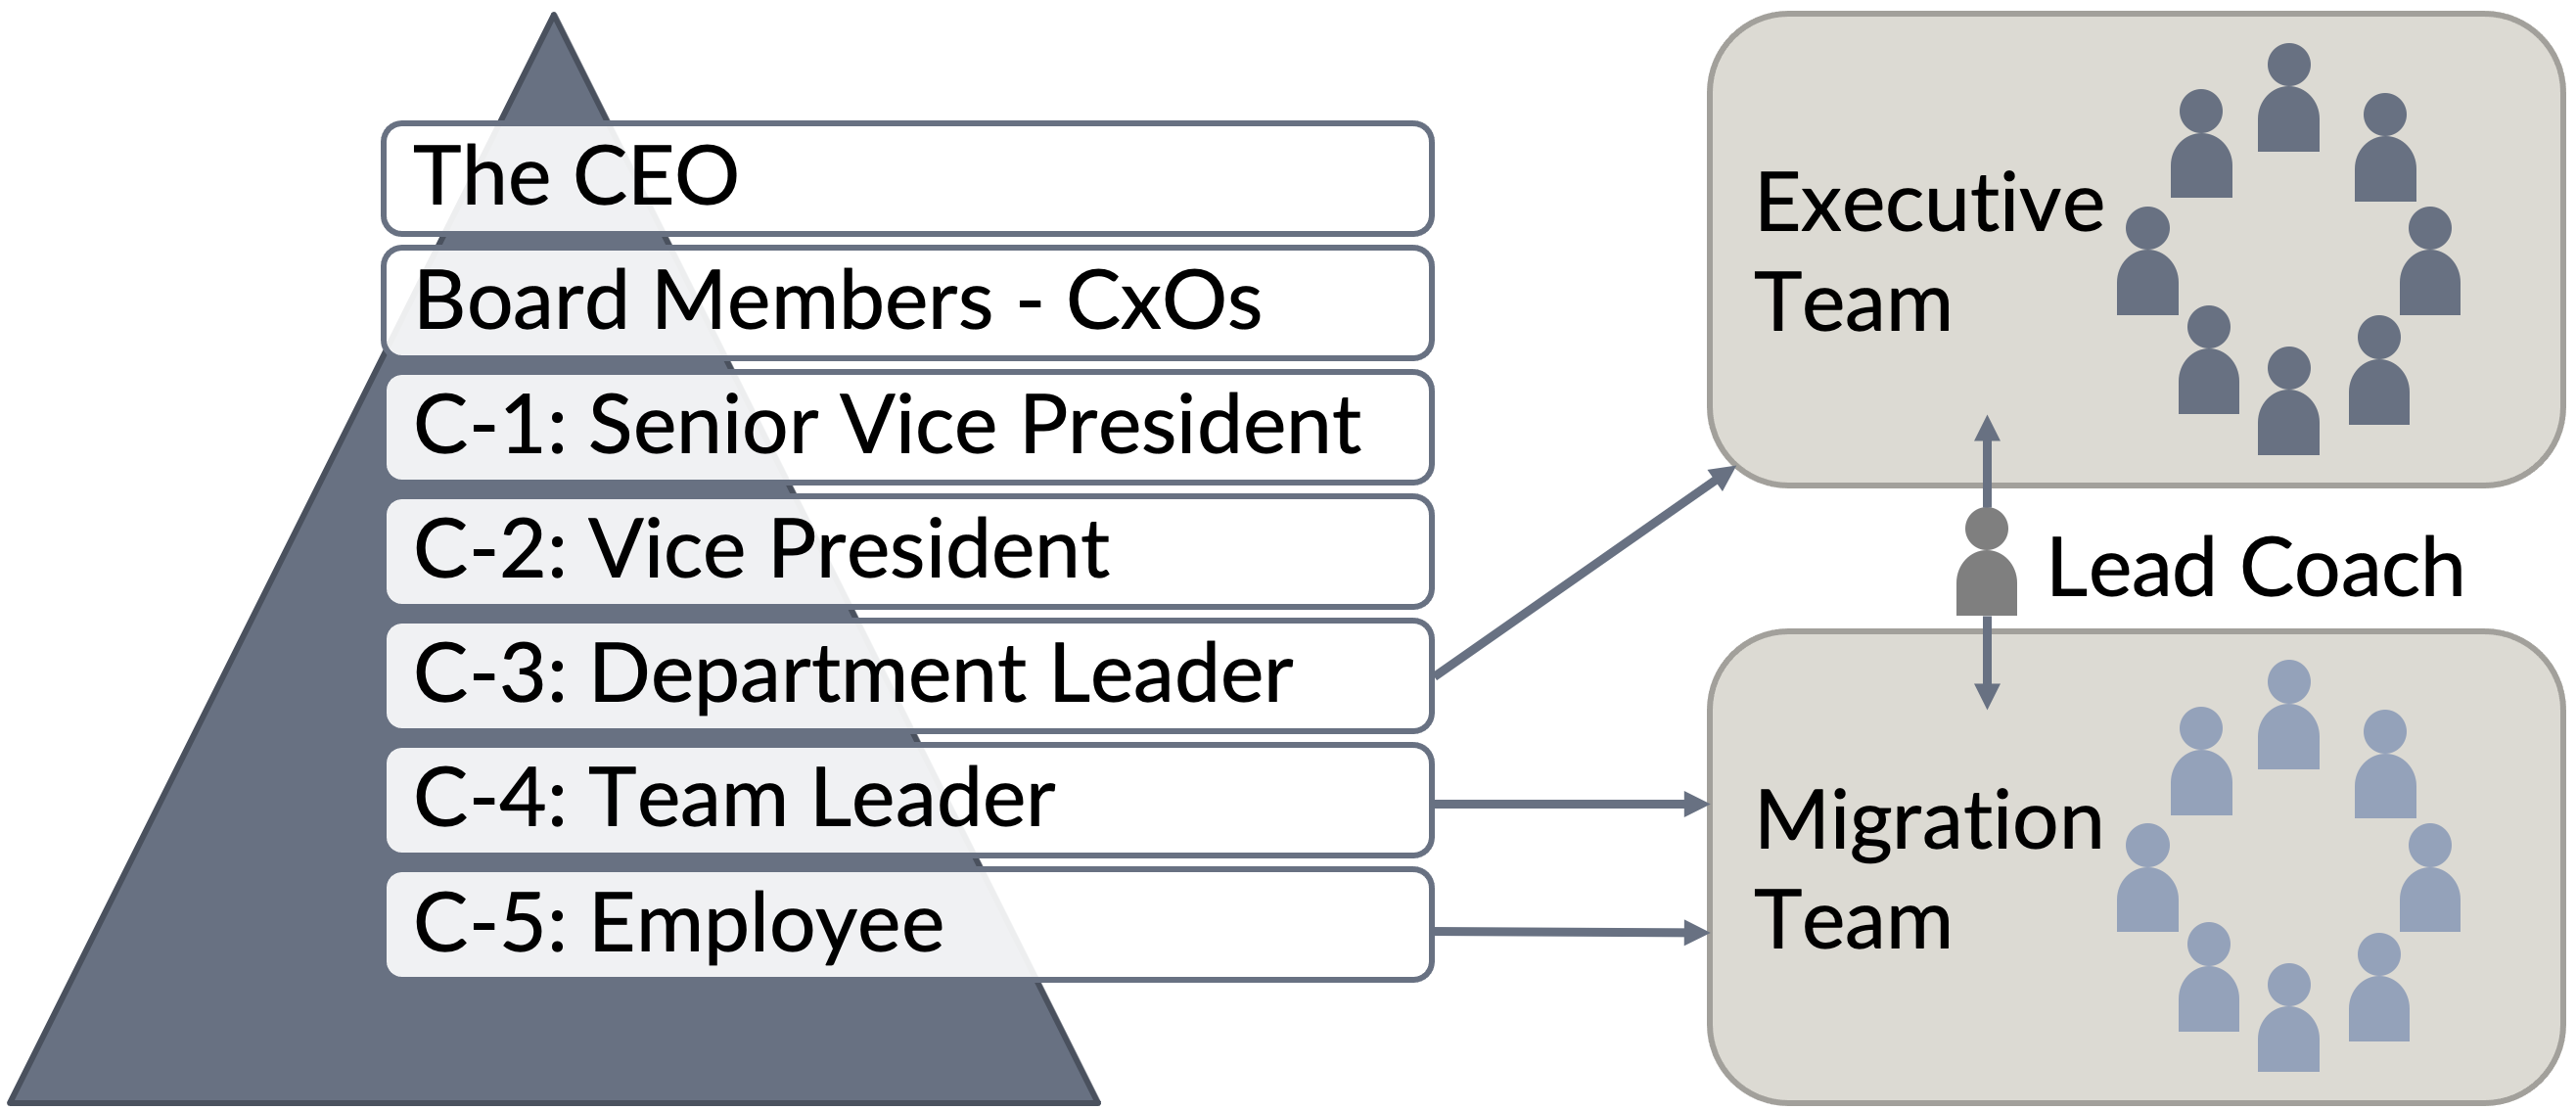 The CEO
Board Members - CxOs
C-1: Senior Vice President
C-2: Vice President
C-3: Department Leader
C-4: Team Leader
C-5: Employee
Executive
Team
Lead Coach
Migration
Team